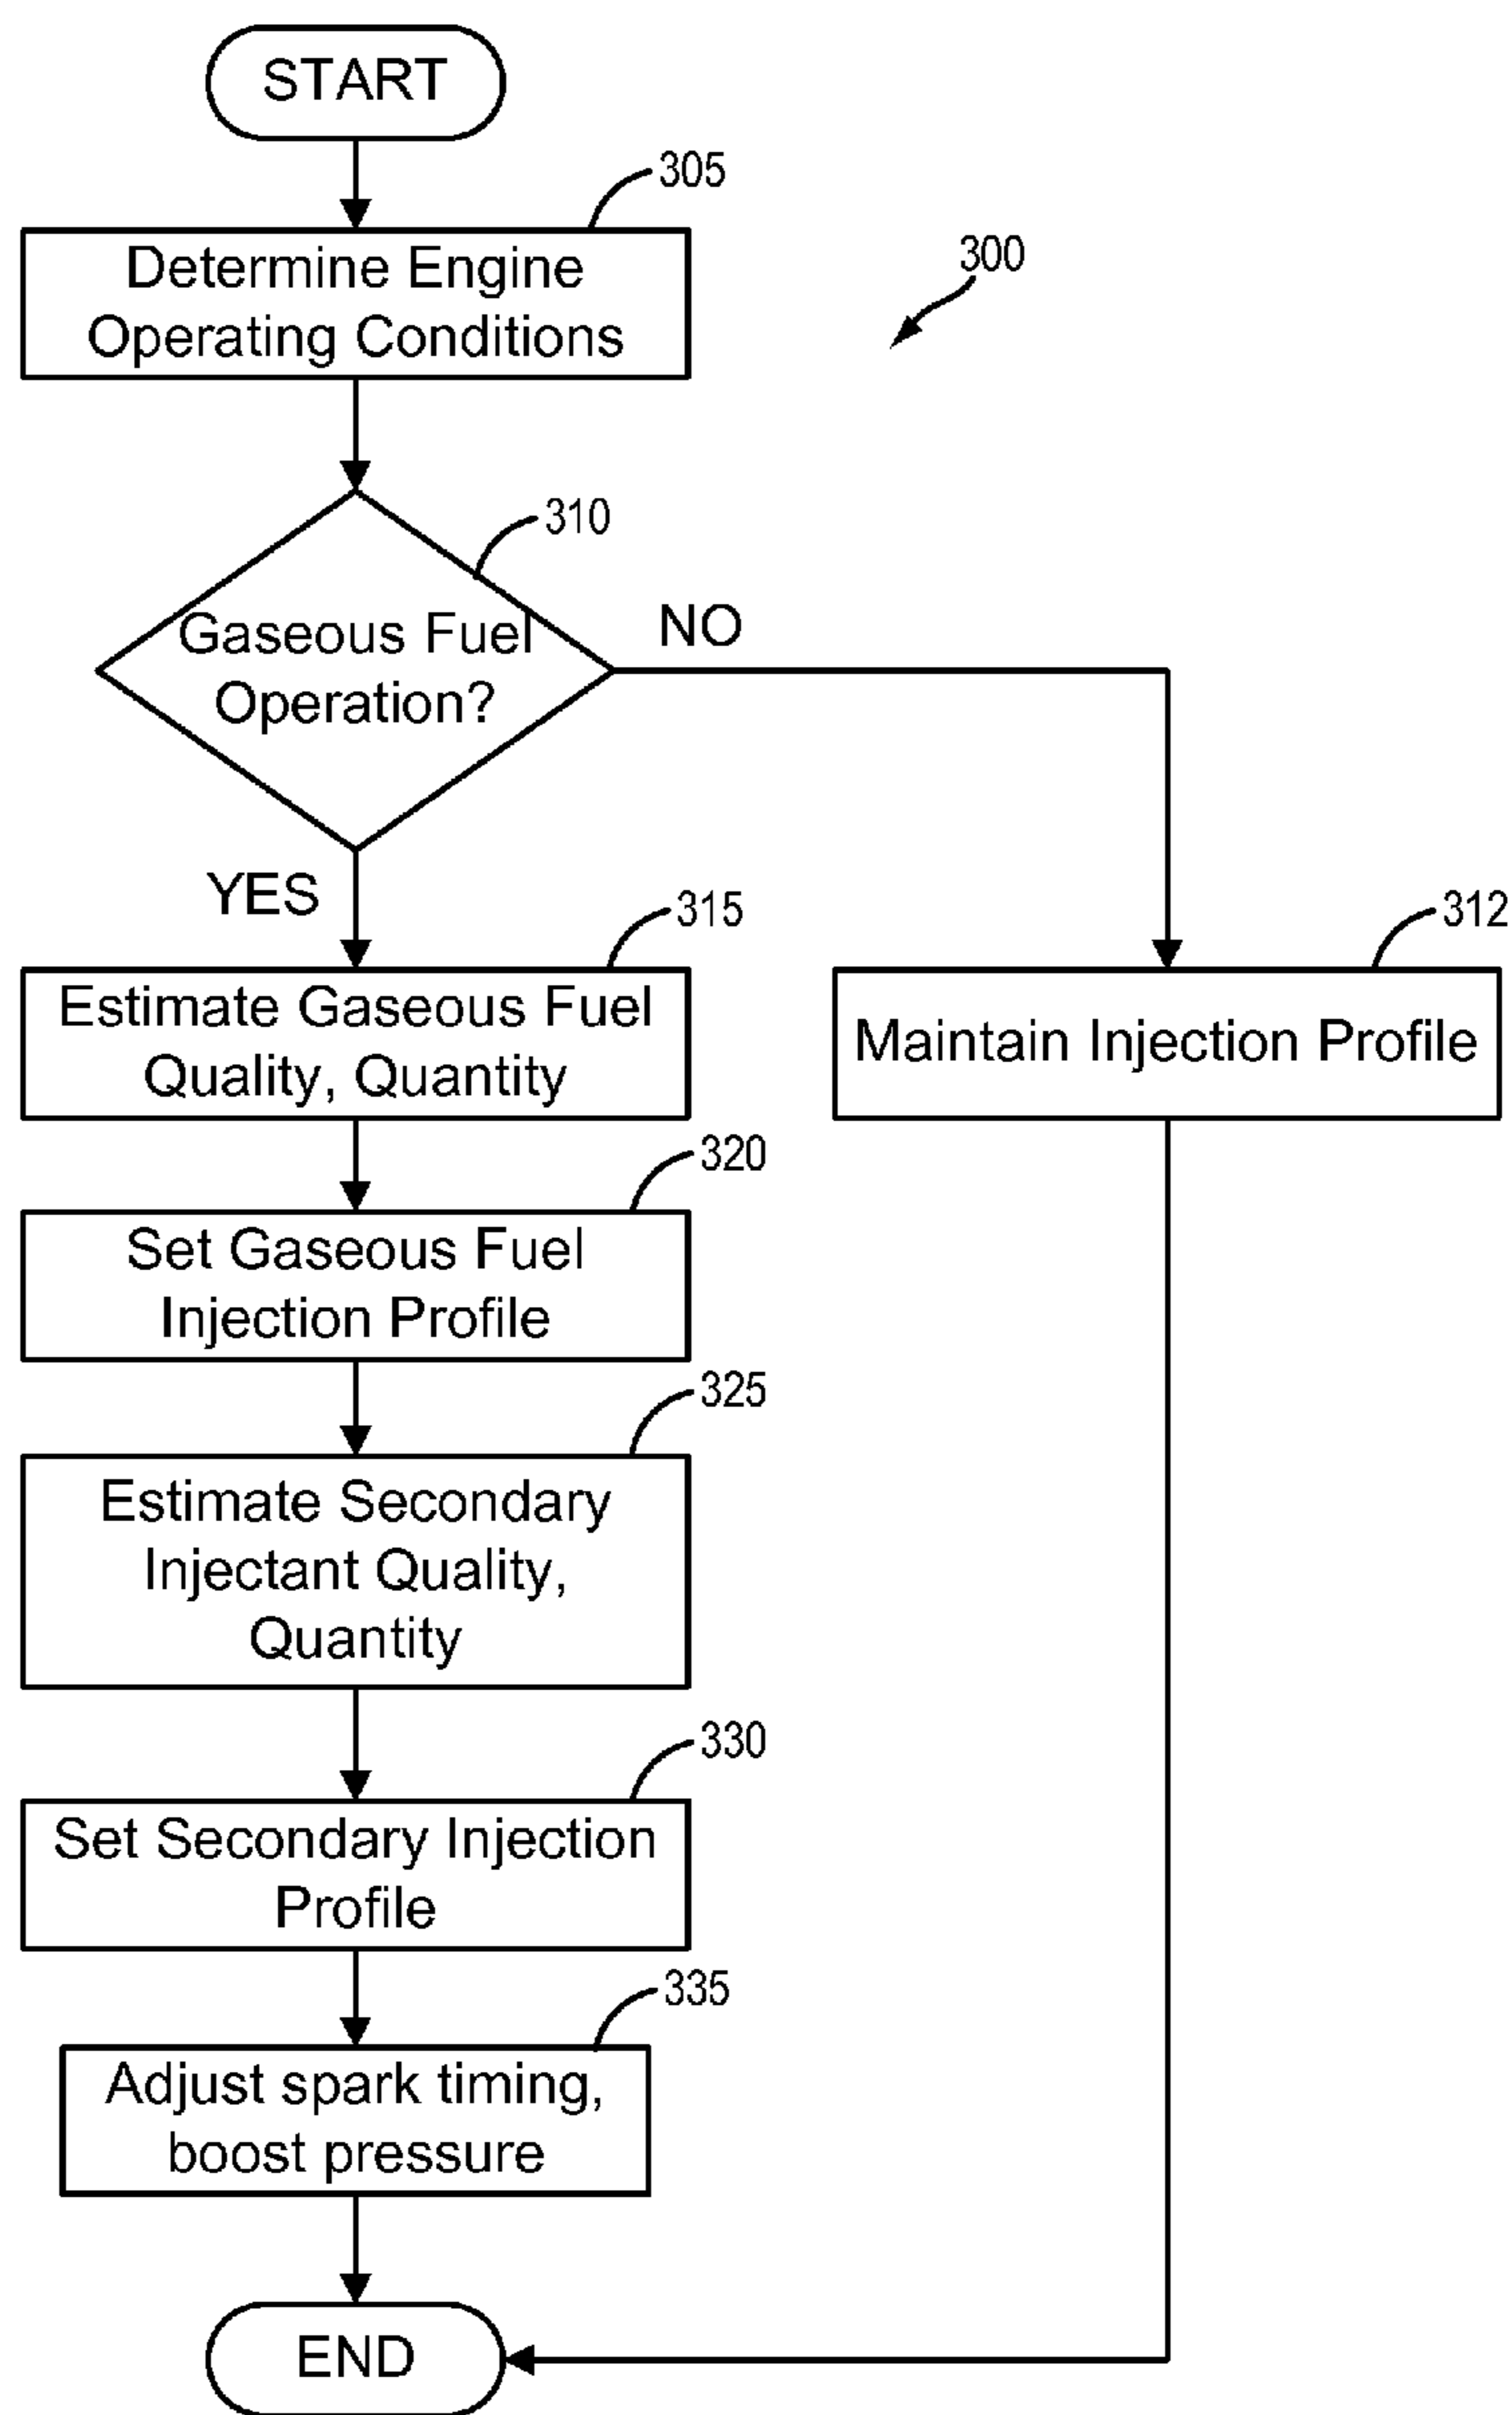 START
305
Determine Engine
Operating Conditions
300
310
Gaseous Fuel
Operation?
NO
YES
315
Estimate Gaseous Fuel
Quality, Quantity
312
Maintain Injection Profile
320
Set Gaseous Fuel
Injection Profile
325
Estimate Secondary
Injectant Quality,
Quantity
330
Set Secondary Injection
Profile
335
Adjust spark timing,
boost pressure
END